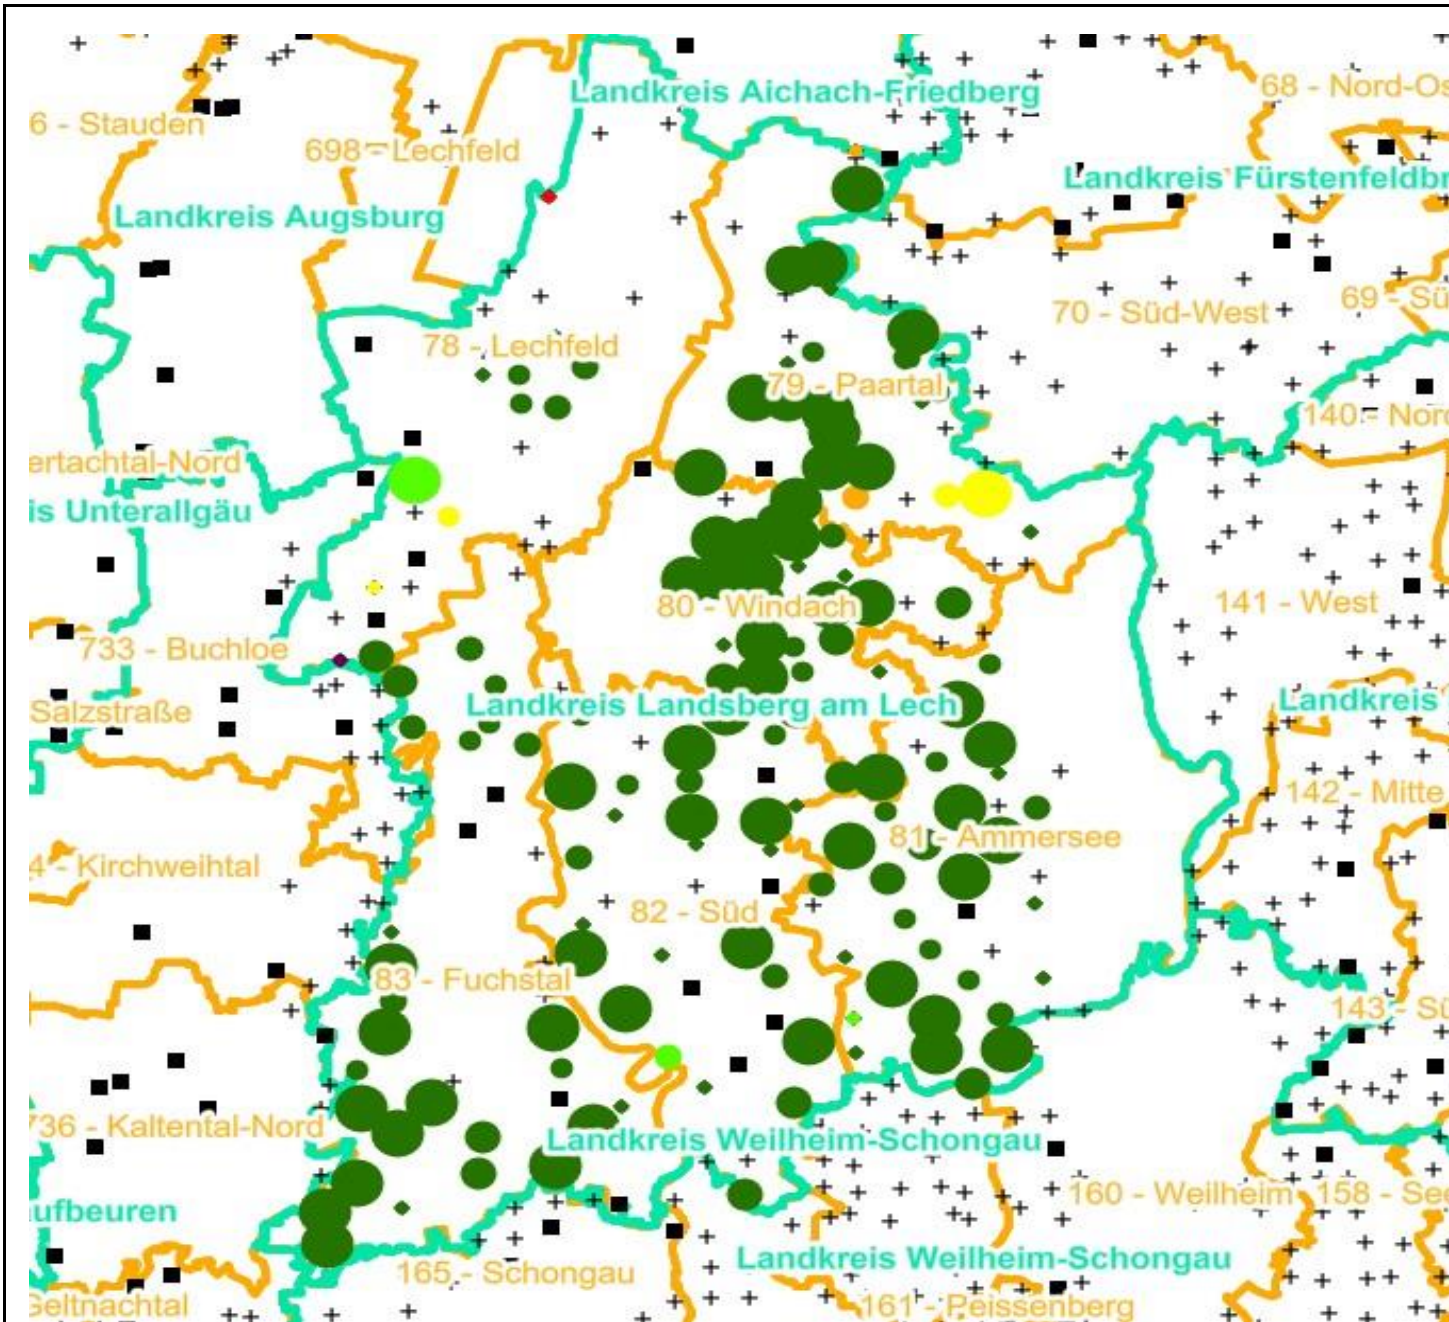 68 - Nord-Os
Landkreis Aichach-Friedberg
6 - Stauden
698 - Lechfeld
Landkreis Fürstenfeldbr
Landkreis Augsburg
69 - Sü
70 - Süd-West
78 - Lechfeld
79 - Paartal
140 - Nord
ertachtal-Nord
is Unterallgäu
141 - West
80 - Windach
733 - Buchloe
Landkreis
Landkreis Landsberg am Lech
Salzstraße
142 - Mitte
81 - Ammersee
4 - Kirchweihtal
82 - Süd
83 - Fuchstal
143 - Sü
736 - Kaltental-Nord
Landkreis Weilheim-Schongau
160 - Weilheim
158 - See
ufbeuren
Landkreis Weilheim-Schongau
165 - Schongau
Geltnachtal
161 - Peissenberg